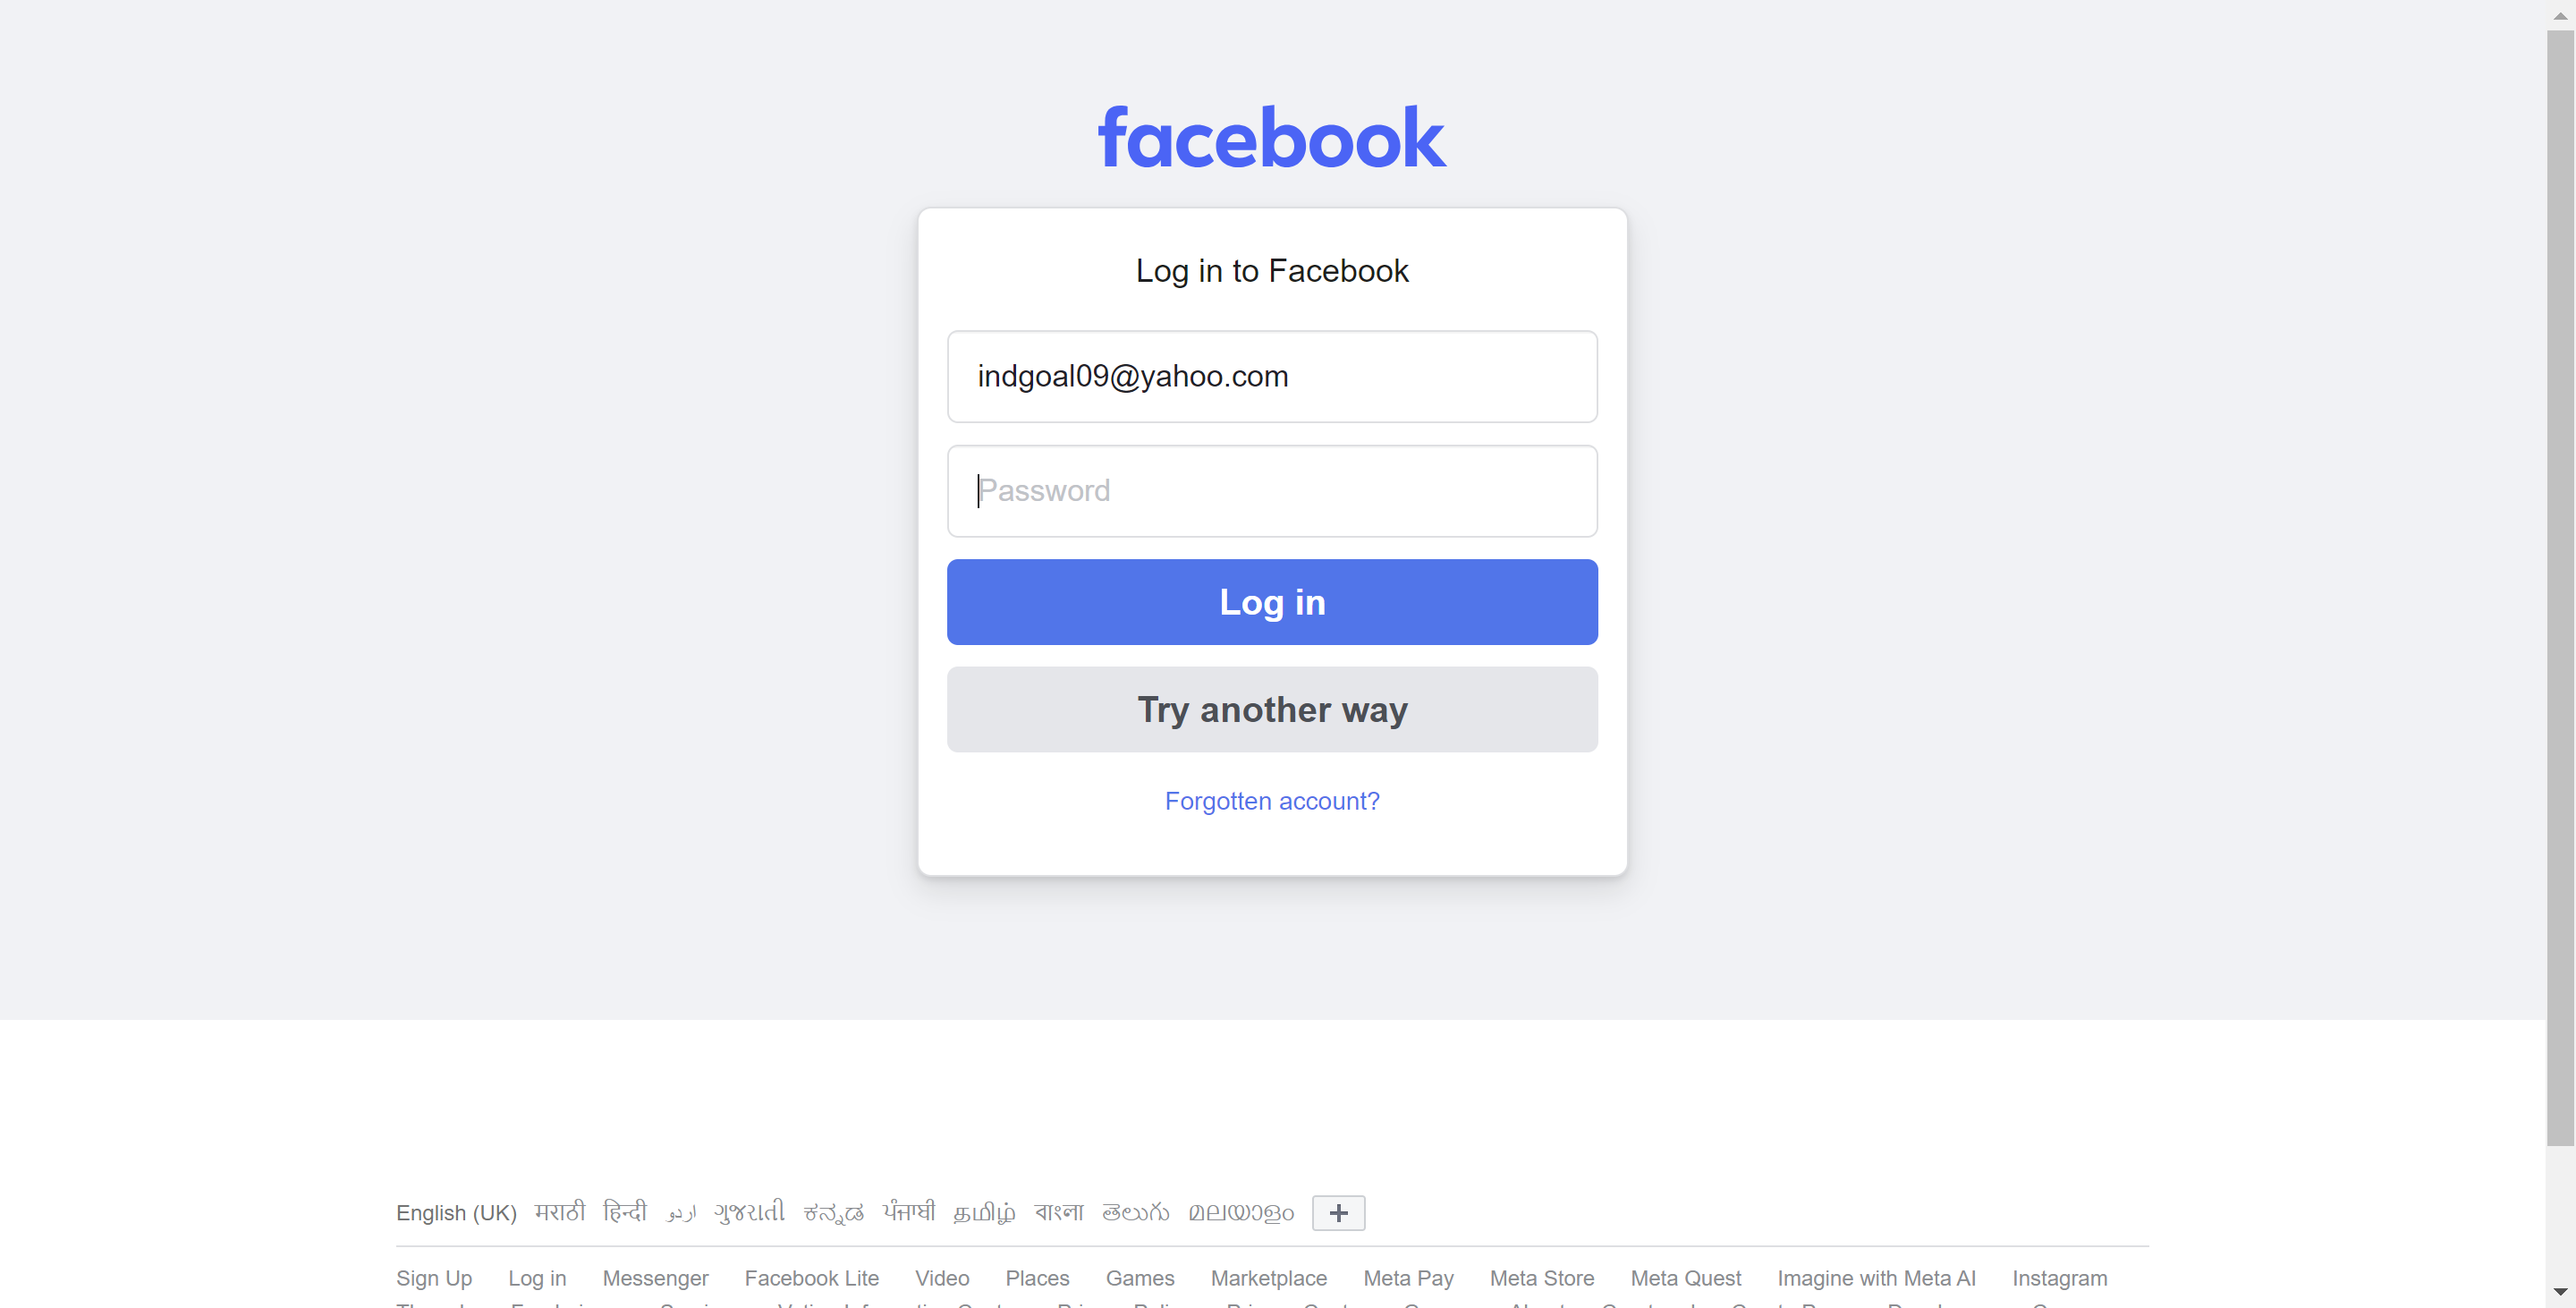 facebook
Log in to Facebook
indgoal09@yahoo.com
Password
Log in
Try another way
Forgotten account?
English (UK) मराठी हिन्दी اردو ગુજરાતી ಕನ್ನಡ ਪੰਜਾਬੀ தமிழ் বাংলা తెలుగు മലയാളം +
Sign Up Log in Messenger Facebook Lite Video Places Games Marketplace Meta Pay Meta Store Meta Quest Imagine with Meta AI Instagram